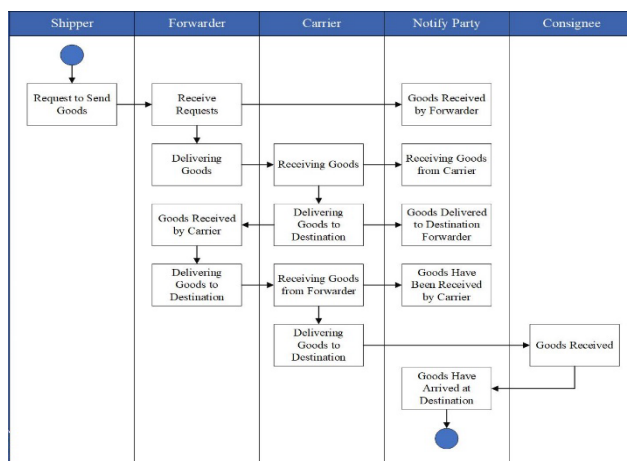 Shipper
Forwarder
Carrier
Notify Party
Consignee
Request to Send
Goods
Receive
Requests
Goods Received
by Forwarder
Delivering
Goods
Receiving Goods
Receiving Goods
from Carrier
Goods Received
by Carrier
Delivering
Goods to
Destination
Goods Delivered
to Destination
Forwarder
Delivering
Goods to
Destination
Receiving Goods
from Forwarder
Goods Have
Been Received
by Carrier
Delivering
Goods to
Destination
Goods Received
Goods Have
Arrived at
Destination